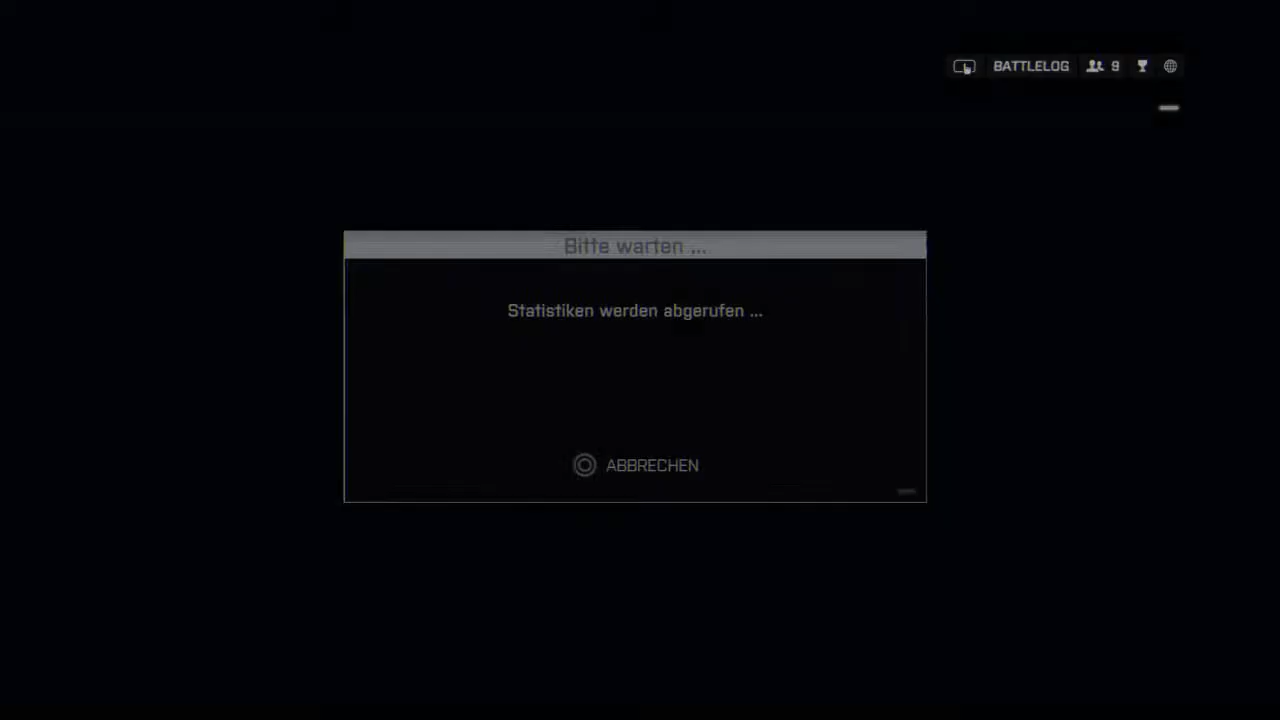 BATTLELOG 9
Bitte warten ...
Statistiken werden abgerufen ...
ABBRECHEN